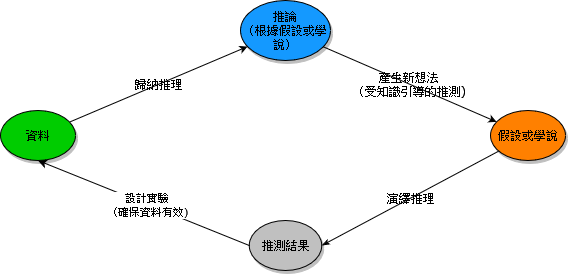 推論
(根據假設或學
說)
歸納推理
產生新想法
(受知識引導的推測)
資料
假設或學說
設計實驗
(確保資料有效)
演繹推理
推測結果